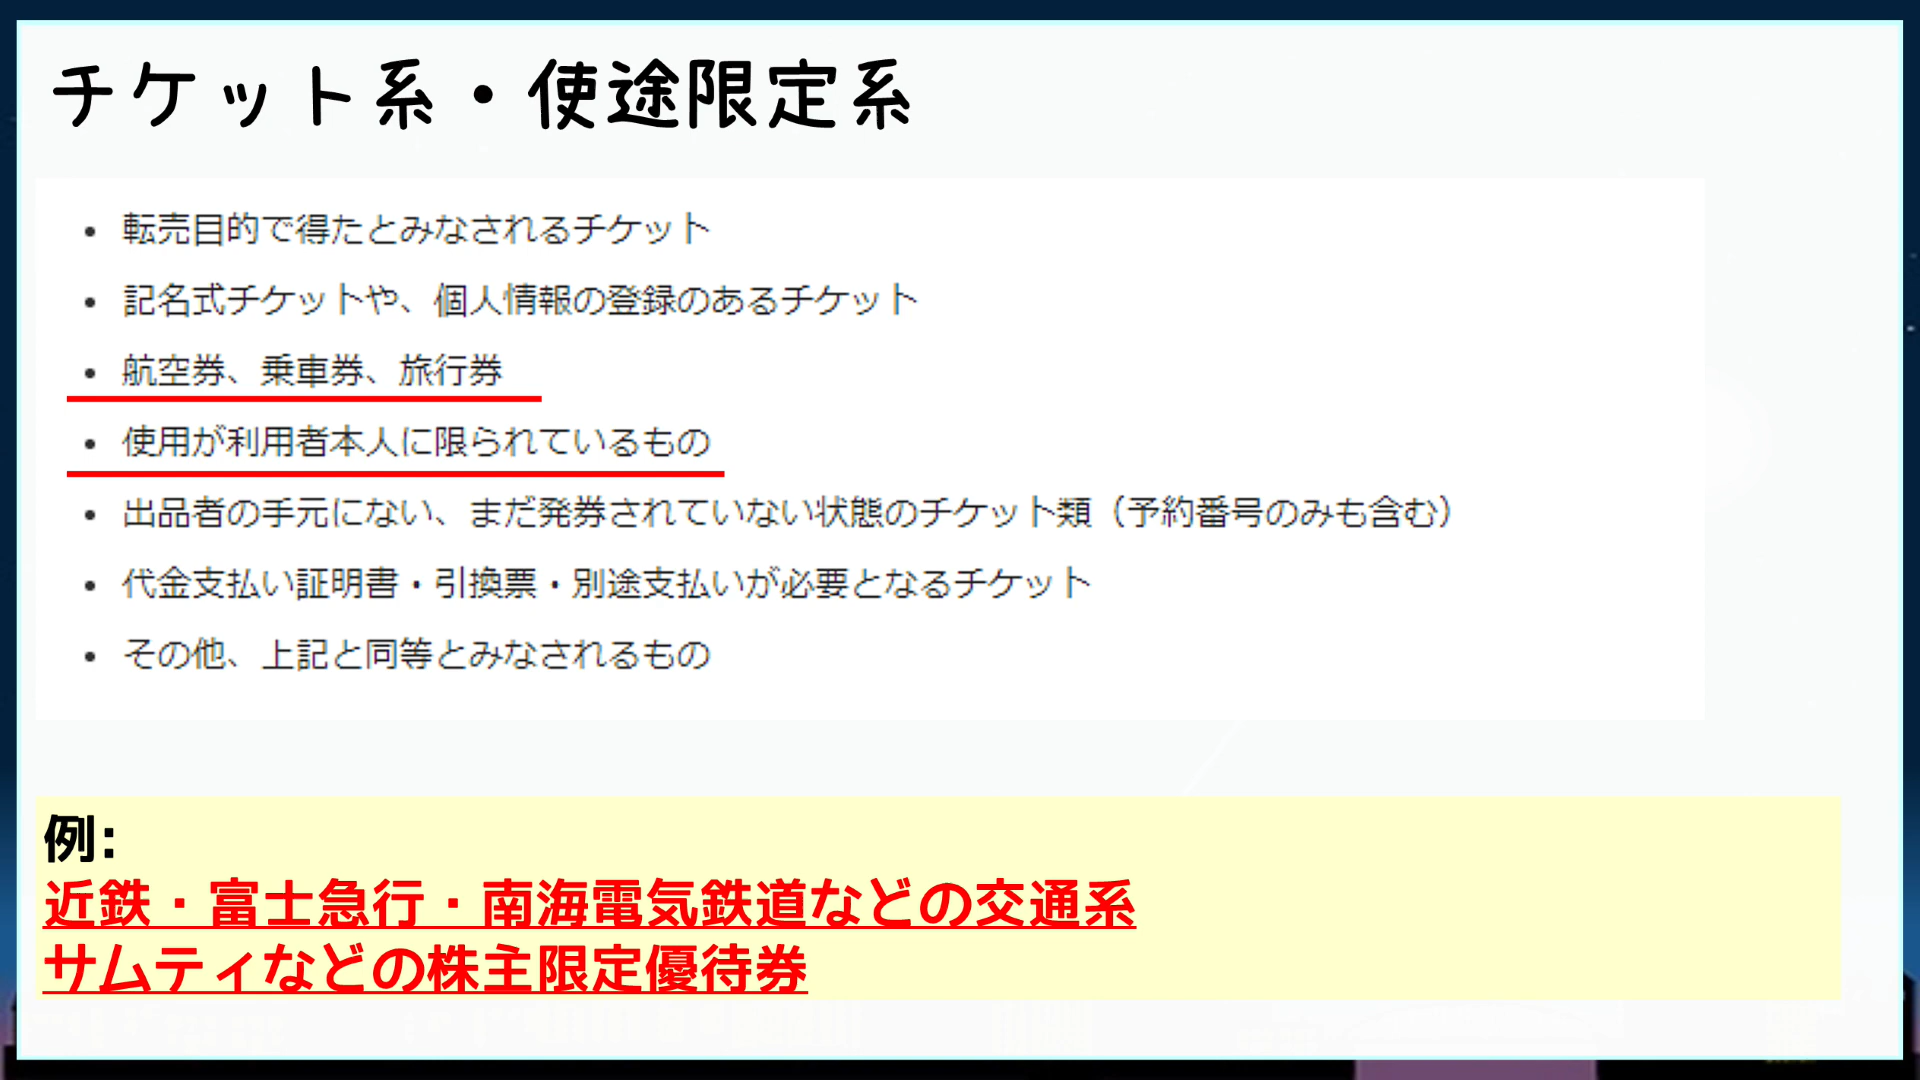 チケット系・使途限定系
• 転売目的で得たとみなされるチケット
• 記名式チケットや、個人情報の登録のあるチケット
• 航空券、乗車券、旅行券
• 使用が利用者本人に限られているもの
• 出品者の手元にない、まだ発券されていない状態のチケット類（予約番号のみも含む）
• 代金支払い証明書・引換票・別途支払いが必要となるチケット
• その他、上記と同等とみなされるもの
例:
近鉄・富士急行・南海電気鉄道などの交通系
サムティなどの株主限定優待券